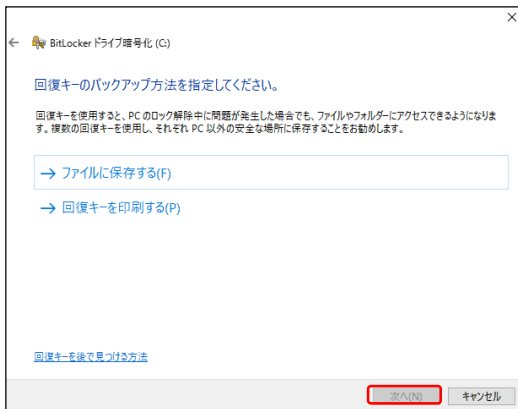 BitLocker ドライブ暗号化 (C:)
回復キーのバックアップ方法を指定してください。
回復キーを使用すると、PC のロック解除中に問題が発生した場合でも、ファイルやフォルダーにアクセスできるようになりま
す。複数の回復キーを使用し、それぞれ PC 以外の安全な場所に保存することをお勧めします。
→ ファイルに保存する(F)
→ 回復キーを印刷する(P)
回復キーを後で見つける方法
次へ(N) キャンセル